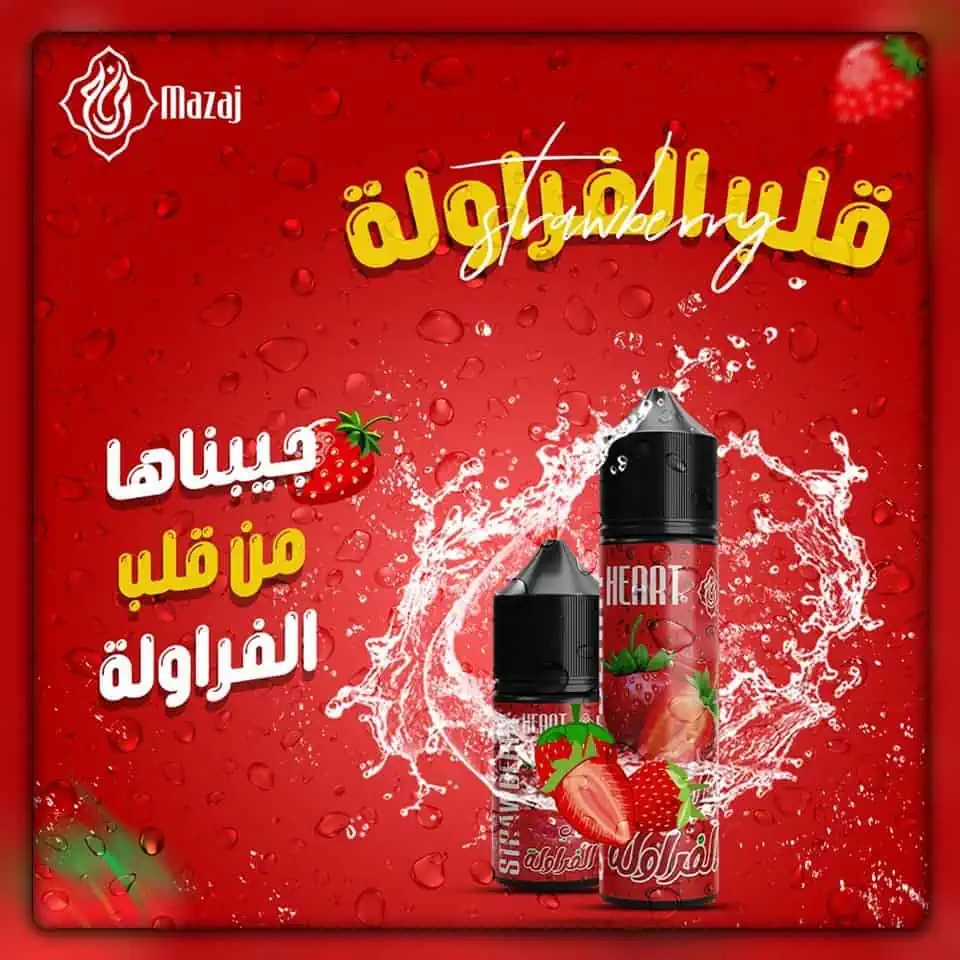 Mazaj
قلب الفراولة
strawberry
جيبناها
من قلب
الفراولة
HEART
HEART
STRAWBERRY
الفراولة
الفراولة